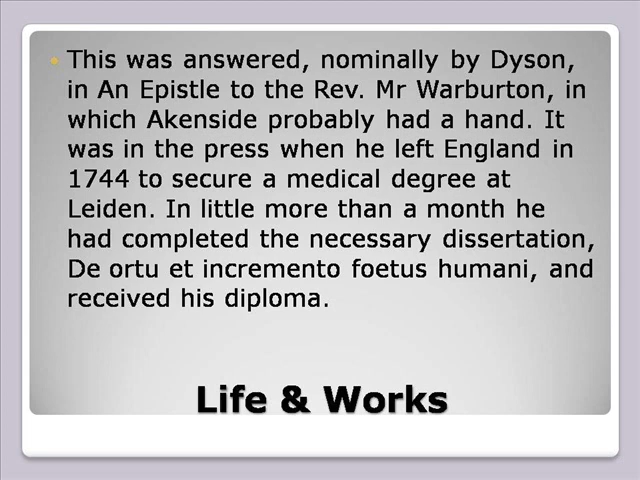 This was answered, nominally by Dyson,
in An Epistle to the Rev. Mr Warburton, in
which Akenside probably had a hand. It
was in the press when he left England in
1744 to secure a medical degree at
Leiden. In little more than a month he
had completed the necessary dissertation,
De ortu et incremento foetus humani, and
received his diploma.
Life & Works